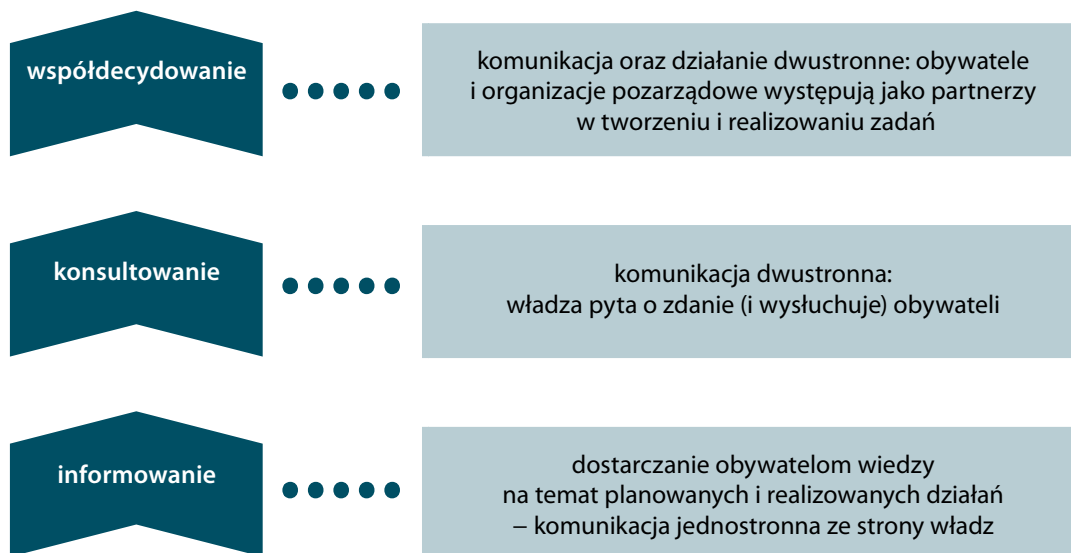 współdecydowanie
komunikacja oraz działanie dwustronne: obywatele
i organizacje pozarządowe występują jako partnerzy
w tworzeniu i realizowaniu zadań
konsultowanie
komunikacja dwustronna:
władza pyta o zdanie (i wysłuchuje) obywateli
informowanie
dostarczanie obywatelom wiedzy
na temat planowanych i realizowanych działań
– komunikacja jednostronna ze strony władz